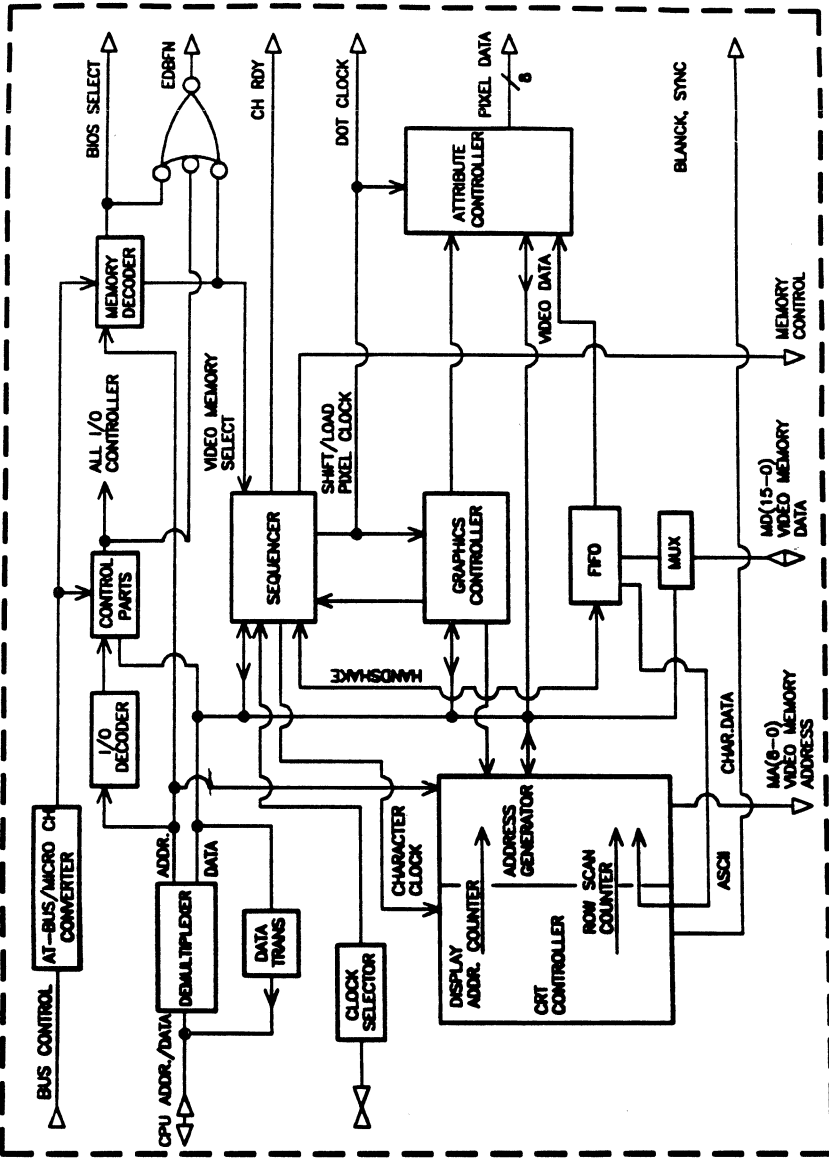 BUS CONTROL
AT-BUS/MICRO CH
CONVERTER
CPU ADDR./DATA
DEMULTIPLEXER
ADDR.
DATA
DATA
TRANS
I/O
DECODER
CONTROL
PARTS
ALL I/O
CONTROLLER
MEMORY
DECODER
BIOS SELECT
EDBFN
VIDEO MEMORY
SELECT
CH RDY
SEQUENCER
SHIFT/LOAD
PIXEL CLOCK
DOT CLOCK
CLOCK
SELECTOR
CHARACTER
CLOCK
HANDSHAKE
GRAPHICS
CONTROLLER
ATTRIBUTE
CONTROLLER
PIXEL DATA
8
VIDEO DATA
DISPLAY
ADDR. COUNTER
ADDRESS
GENERATOR
CRT
CONTROLLER
ROW SCAN
COUNTER
FIFO
MUX
ASCII
CHAR.DATA
BLANCK, SYNC
MA(8-0)
VIDEO MEMORY
ADDRESS
MD(15-0)
VIDEO MEMORY
DATA
MEMORY
CONTROL